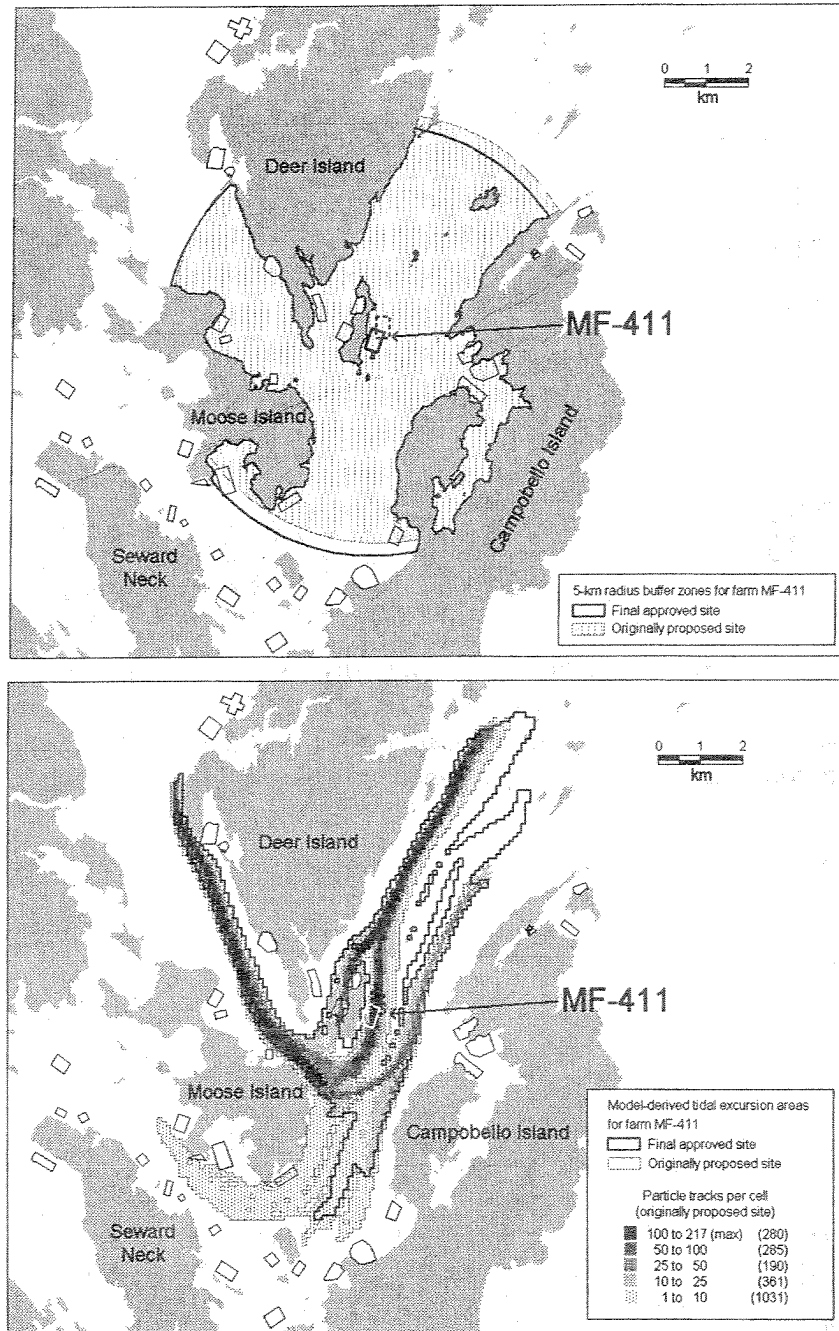 0 1 2
km
Deer Island
MF-411
Moose Island
Campobello Island
Seward
Neck
5-km radius buffer zones for farm MF-411
Final approved site
Originally proposed site
0 1 2
km
Deer Island
MF-411
Moose Island
Campobello Island
Seward
Neck
Model-derived tidal excursion areas
for farm MF-411
Final approved site
Originally proposed site
Particle tracks per cell
(originally proposed site)
100 to 217 (max) (280)
50 to 100 (285)
25 to 50 (190)
10 to 25 (361)
1 to 10 (1031)